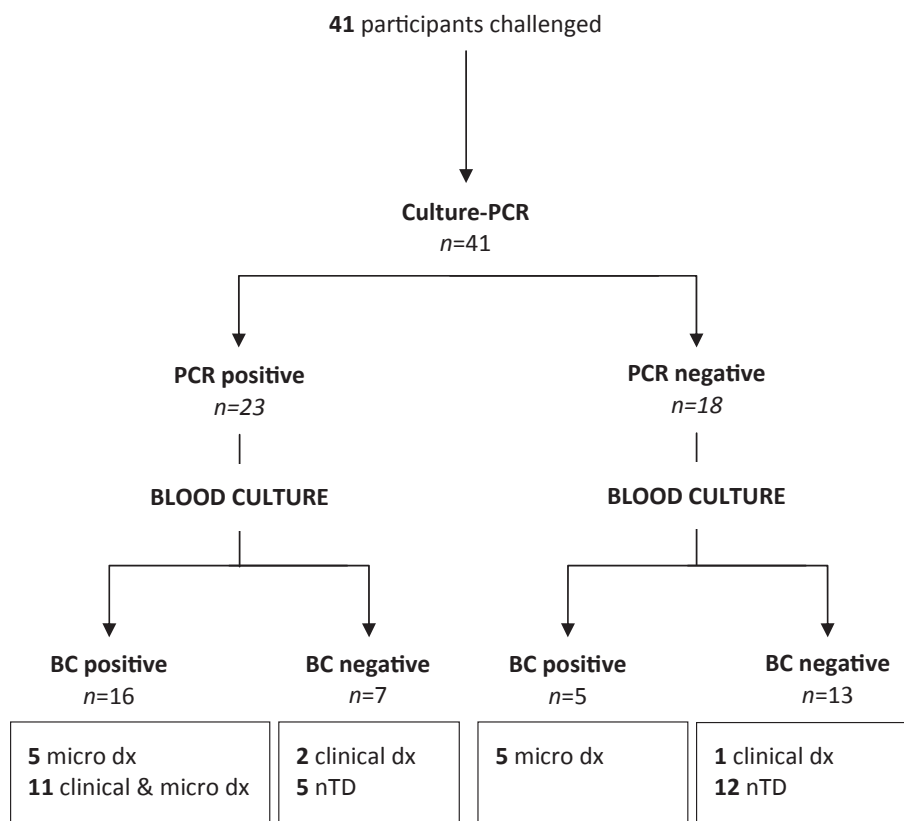 41 participants challenged
Culture-PCR
n=41
PCR positive
n=23
PCR negative
n=18
BLOOD CULTURE
BLOOD CULTURE
BC positive
n=16
BC negative
n=7
BC positive
n=5
BC negative
n=13
5 micro dx
11 clinical & micro dx
2 clinical dx
5 nTD
5 micro dx
1 clinical dx
12 nTD